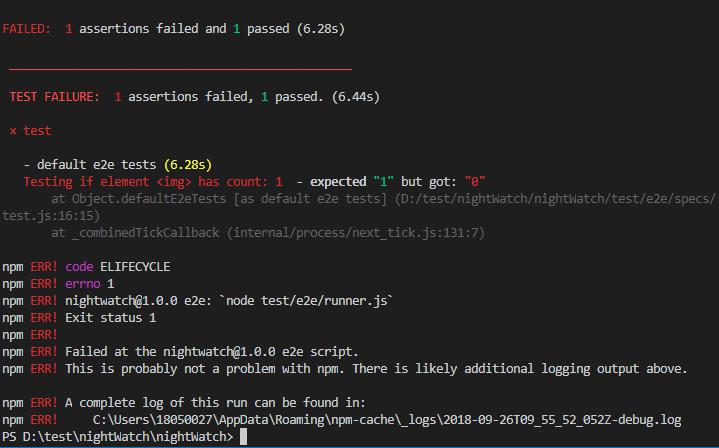 FAILED:  1 assertions failed and 1 passed (6.28s)
_________________________________________________
TEST FAILURE:  1 assertions failed, 1 passed. (6.44s)
× test
- default e2e tests (6.28s)
Testing if element <img> has count: 1  - expected "1" but got: "0"
at Object.defaultE2eTests [as default e2e tests] (D:/test/nightWatch/nightWatch/test/e2e/specs/
test.js:16:15)
at _combinedTickCallback (internal/process/next_tick.js:131:7)
npm ERR! code ELIFECYCLE
npm ERR! errno 1
npm ERR! nightwatch@1.0.0 e2e: `node test/e2e/runner.js`
npm ERR! Exit status 1
npm ERR!
npm ERR! Failed at the nightwatch@1.0.0 e2e script.
npm ERR! This is probably not a problem with npm. There is likely additional logging output above.
npm ERR! A complete log of this run can be found in:
npm ERR!     C:\Users\18050027\AppData\Roaming\npm-cache\_logs\2018-09-26T09_55_52_052Z-debug.log
PS D:\test\nightWatch\nightWatch>